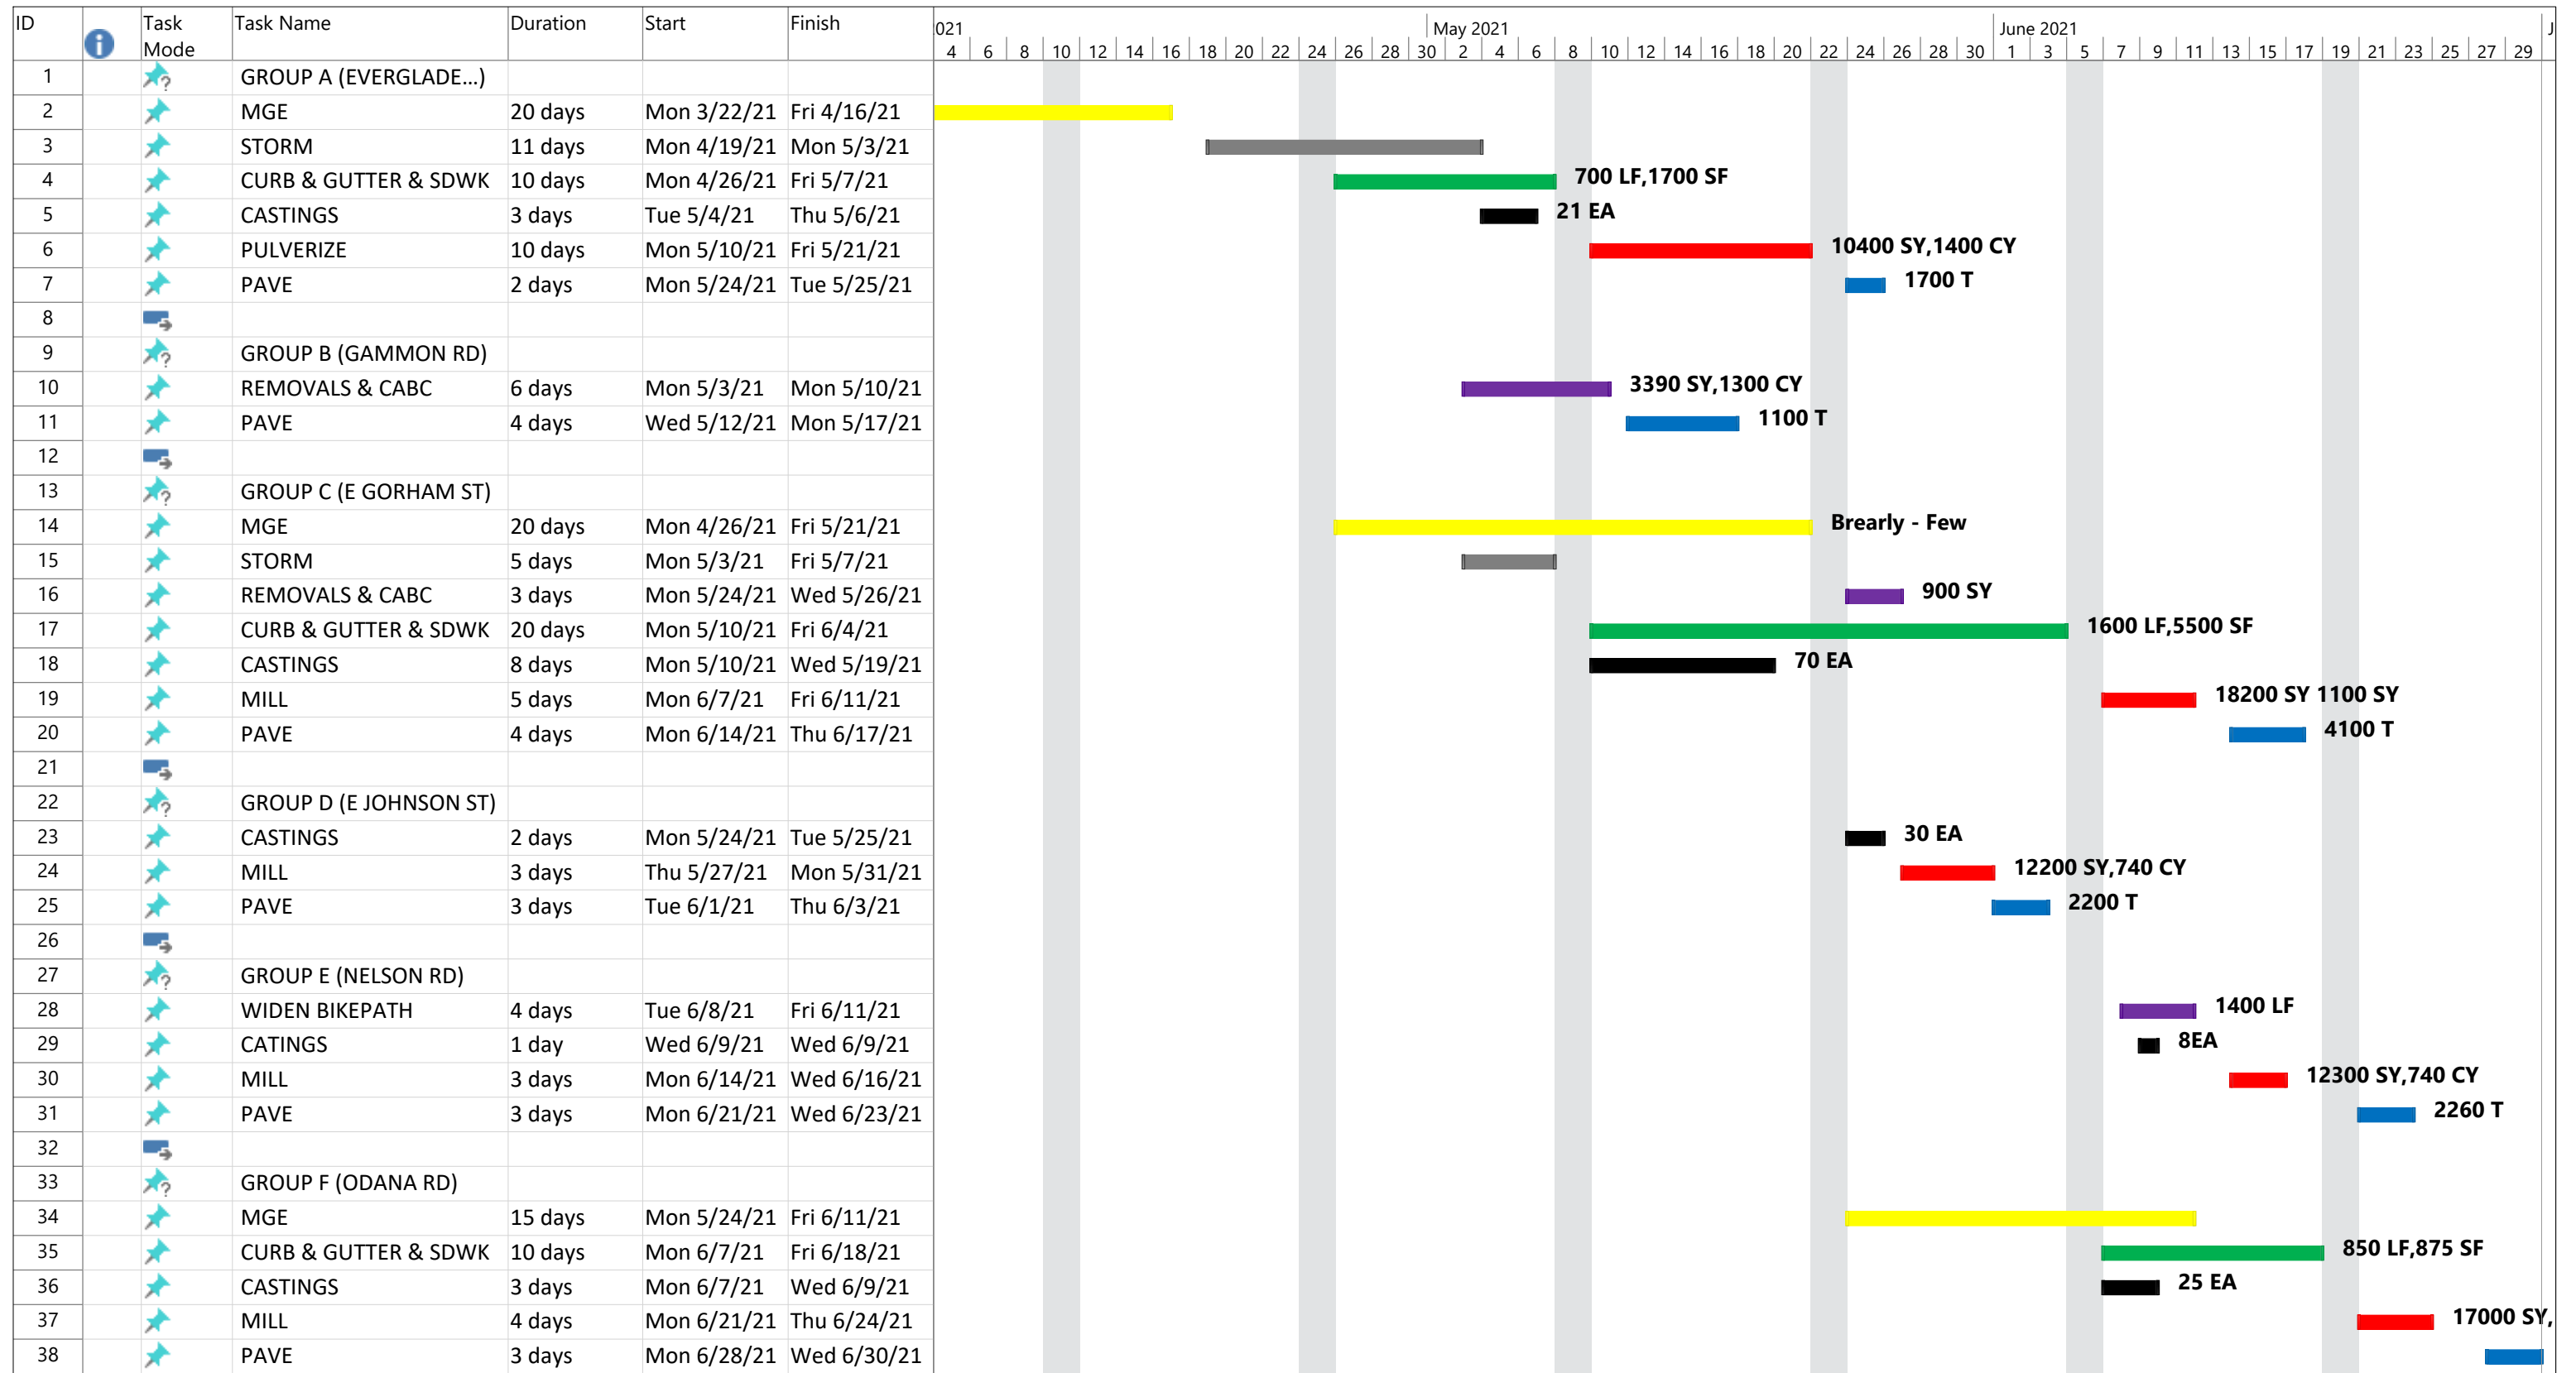 ID Task Mode Task Name Duration Start Finish
2021 May 2021 June 2021 J
4 6 8 10 12 14 16 18 20 22 24 26 28 30 2 4 6 8 10 12 14 16 18 20 22 24 26 28 30 1 3 5 7 9 11 13 15 17 19 21 23 25 27 29
1 GROUP A (EVERGLADE...)
2 MGE 20 days Mon 3/22/21 Fri 4/16/21
3 STORM 11 days Mon 4/19/21 Mon 5/3/21
4 CURB & GUTTER & SDWK 10 days Mon 4/26/21 Fri 5/7/21 700 LF,1700 SF
5 CASTINGS 3 days Tue 5/4/21 Thu 5/6/21 21 EA
6 PULVERIZE 10 days Mon 5/10/21 Fri 5/21/21 10400 SY,1400 CY
7 PAVE 2 days Mon 5/24/21 Tue 5/25/21 1700 T
8
9 GROUP B (GAMMON RD)
10 REMOVALS & CABC 6 days Mon 5/3/21 Mon 5/10/21 3390 SY,1300 CY
11 PAVE 4 days Wed 5/12/21 Mon 5/17/21 1100 T
12
13 GROUP C (E GORHAM ST)
14 MGE 20 days Mon 4/26/21 Fri 5/21/21 Brearly - Few
15 STORM 5 days Mon 5/3/21 Fri 5/7/21
16 REMOVALS & CABC 3 days Mon 5/24/21 Wed 5/26/21 900 SY
17 CURB & GUTTER & SDWK 20 days Mon 5/10/21 Fri 6/4/21 1600 LF,5500 SF
18 CASTINGS 8 days Mon 5/10/21 Wed 5/19/21 70 EA
19 MILL 5 days Mon 6/7/21 Fri 6/11/21 18200 SY 1100 SY
20 PAVE 4 days Mon 6/14/21 Thu 6/17/21 4100 T
21
22 GROUP D (E JOHNSON ST)
23 CASTINGS 2 days Mon 5/24/21 Tue 5/25/21 30 EA
24 MILL 3 days Thu 5/27/21 Mon 5/31/21 12200 SY,740 CY
25 PAVE 3 days Tue 6/1/21 Thu 6/3/21 2200 T
26
27 GROUP E (NELSON RD)
28 WIDEN BIKEPATH 4 days Tue 6/8/21 Fri 6/11/21 1400 LF
29 CATINGS 1 day Wed 6/9/21 Wed 6/9/21 8EA
30 MILL 3 days Mon 6/14/21 Wed 6/16/21 12300 SY,740 CY
31 PAVE 3 days Mon 6/21/21 Wed 6/23/21 2260 T
32
33 GROUP F (ODANA RD)
34 MGE 15 days Mon 5/24/21 Fri 6/11/21
35 CURB & GUTTER & SDWK 10 days Mon 6/7/21 Fri 6/18/21 850 LF,875 SF
36 CASTINGS 3 days Mon 6/7/21 Wed 6/9/21 25 EA
37 MILL 4 days Mon 6/21/21 Thu 6/24/21 17000 SY,
38 PAVE 3 days Mon 6/28/21 Wed 6/30/21